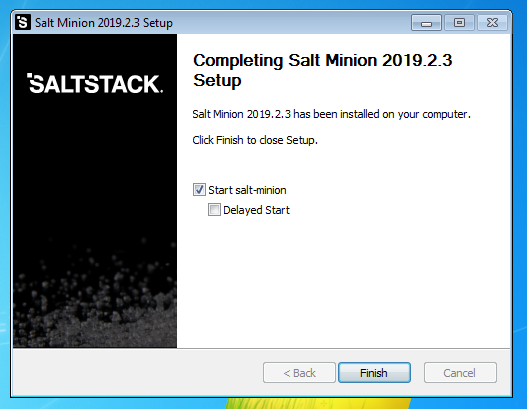 Salt Minion 2019.2.3 Setup
SALTSTACK.
Completing Salt Minion 2019.2.3
Setup
Salt Minion 2019.2.3 has been installed on your computer.
Click Finish to close Setup.
Start salt-minion
Delayed Start
< Back
Finish
Cancel